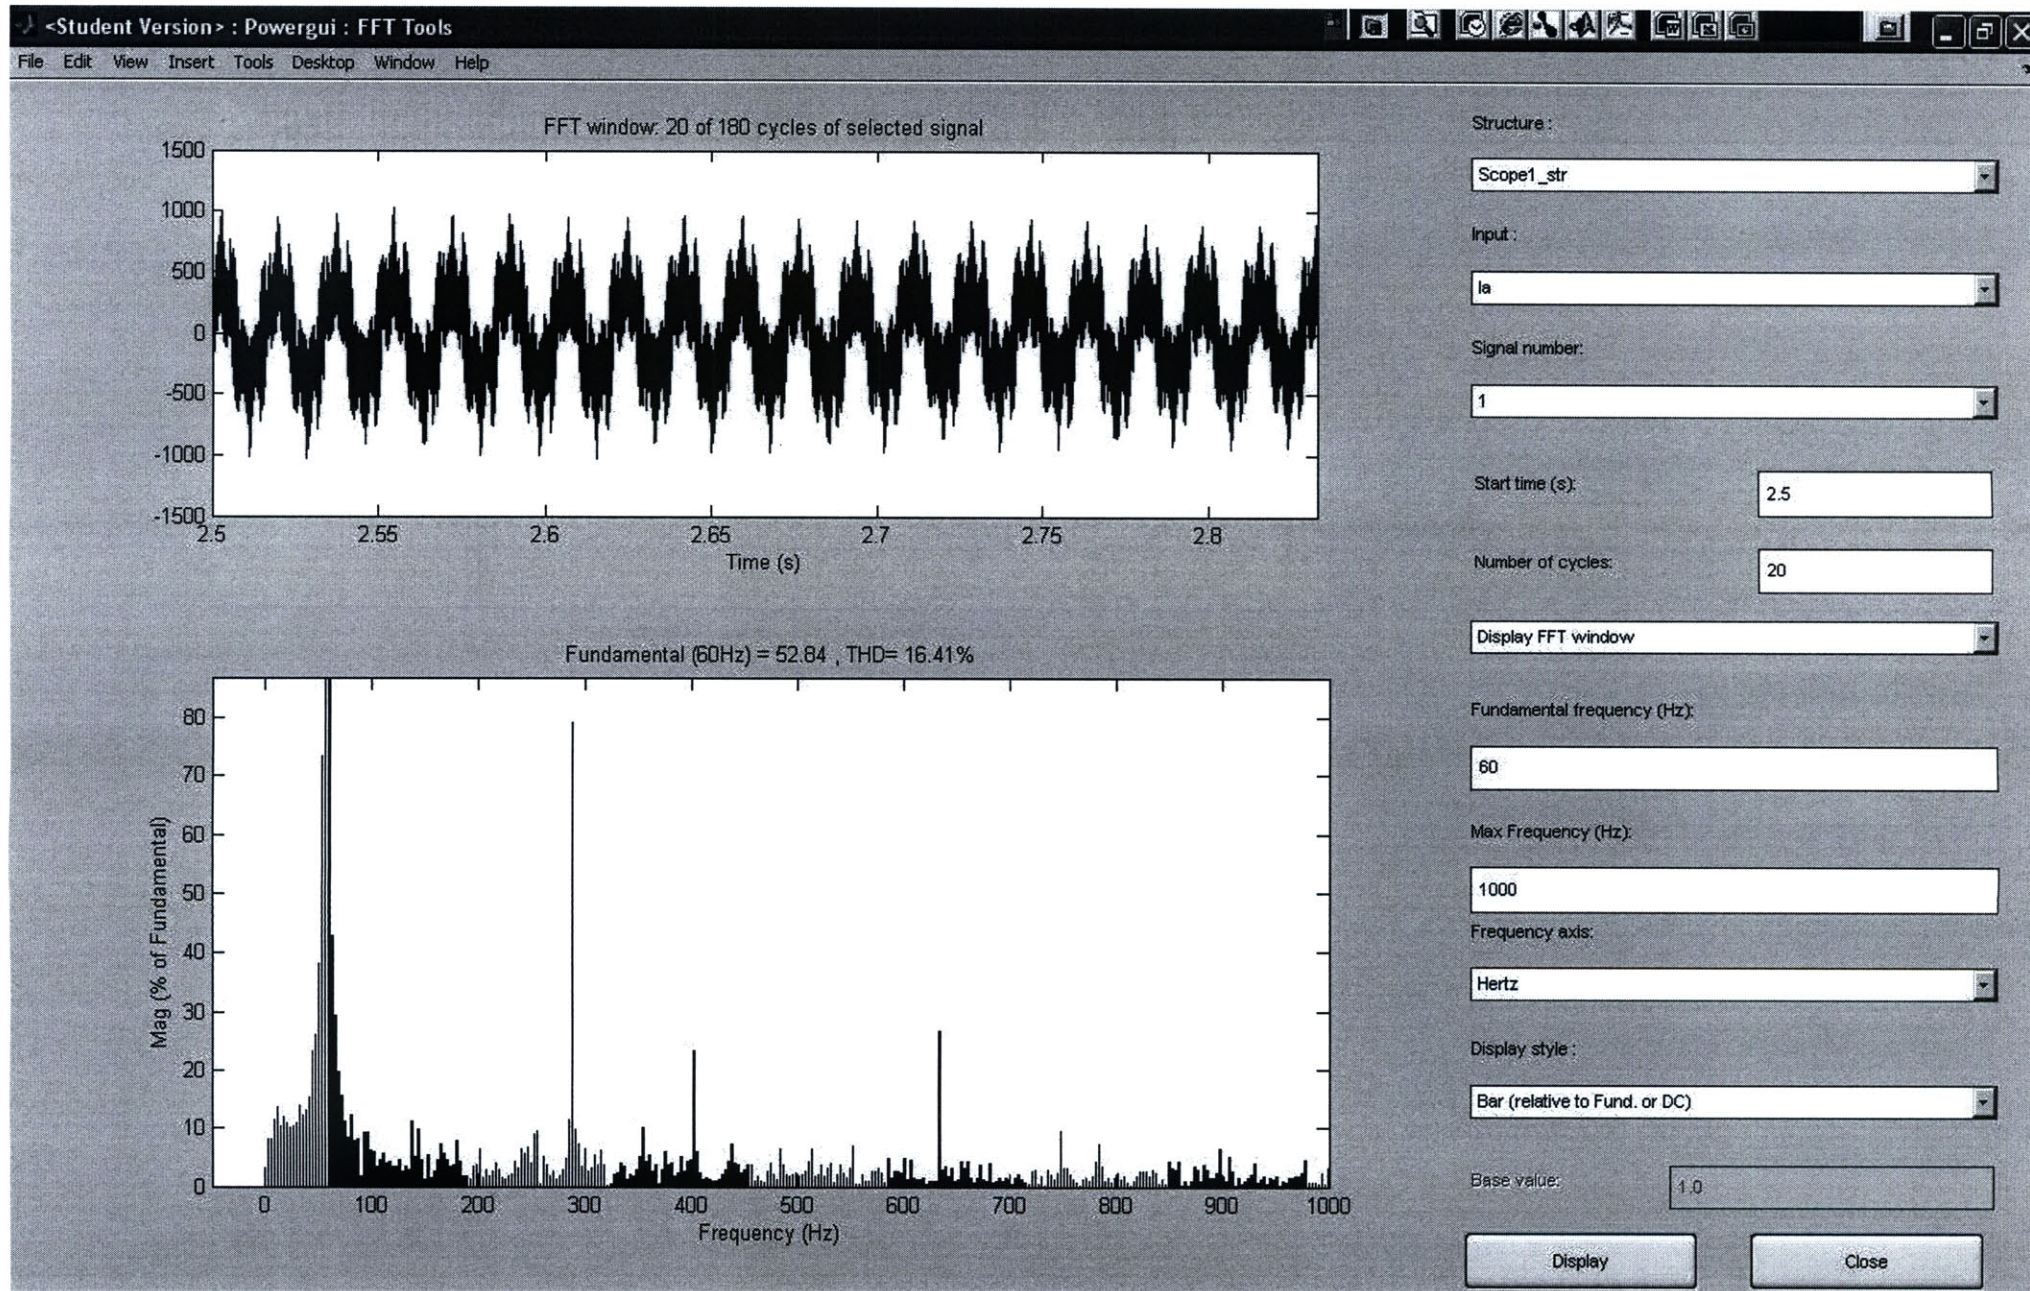 <Student Version> : Powergui : FFT Tools
File Edit View Insert Tools Desktop Window Help
FFT window: 20 of 180 cycles of selected signal
1500
1000
500
0
-500
-1000
-1500
2.5 2.55 2.6 2.65 2.7 2.75 2.8
Time (s)
Fundamental (60Hz) = 52.84 , THD= 16.41%
80
70
60
50
40
30
20
10
0
Mag (% of Fundamental)
0 100 200 300 400 500 600 700 800 900 1000
Frequency (Hz)
Structure :
Scope1_str
Input :
Ia
Signal number:
1
Start time (s):
2.5
Number of cycles:
20
Display FFT window
Fundamental frequency (Hz):
60
Max Frequency (Hz):
1000
Frequency axis:
Hertz
Display style :
Bar (relative to Fund. or DC)
Base value:
1.0
Display
Close